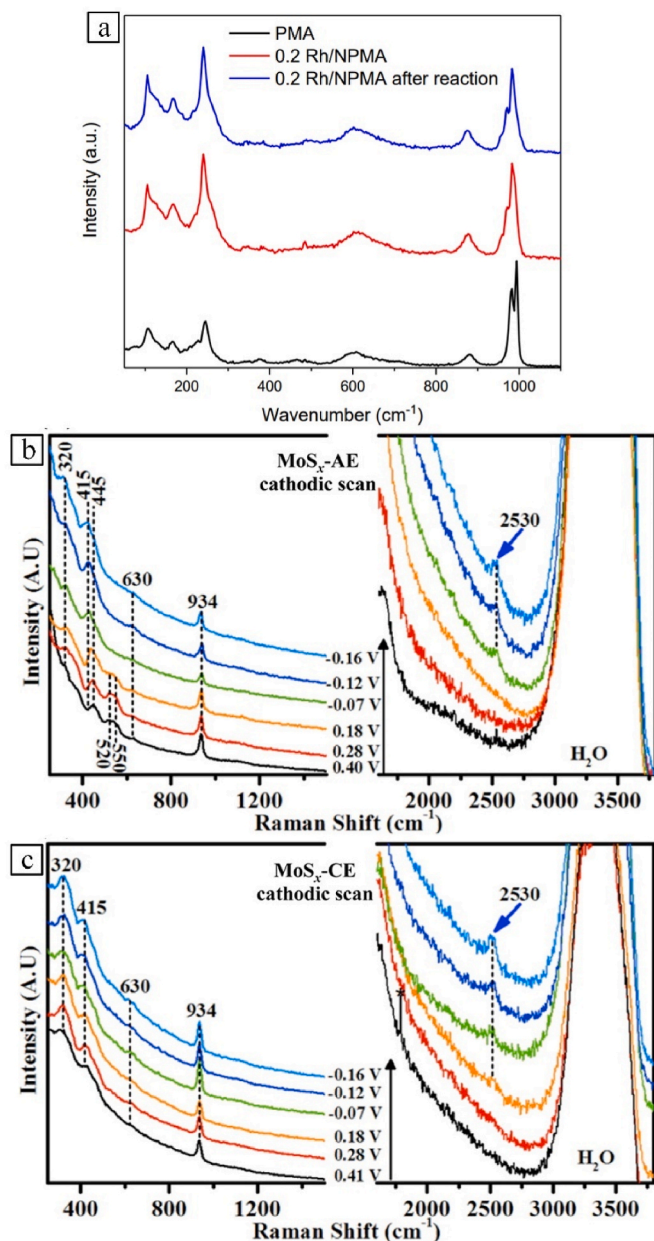 a
PMA
0.2 Rh/NPMA
0.2 Rh/NPMA after reaction
Intensity (a.u.)
200 400 600 800 1000
Wavenumber (cm⁻¹)
b
MoSₓ-AE
cathodic scan
320
415
445
520
550
630
934
2530
-0.16 V
-0.12 V
-0.07 V
0.18 V
0.28 V
0.40 V
H₂O
Intensity (A.U)
400 800 1200 2000 2500 3000 3500
Raman Shift (cm⁻¹)
c
MoSₓ-CE
cathodic scan
320
415
630
934
2530
*
-0.16 V
-0.12 V
-0.07 V
0.18 V
0.28 V
0.41 V
H₂O
Intensity (A.U)
400 800 1200 2000 2500 3000 3500
Raman Shift (cm⁻¹)